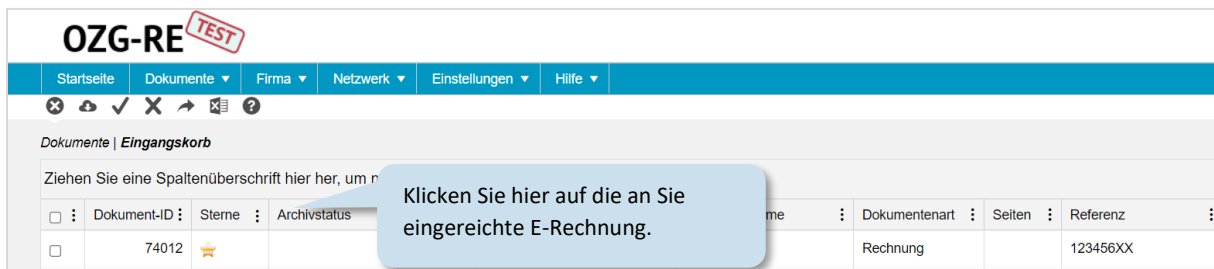 OZG-RE TEST
Startseite Dokumente Firma Netzwerk Einstellungen Hilfe
Dokumente | Eingangskorb
Ziehen Sie eine Spaltenüberschrift hier her, um n
Klicken Sie hier auf die an Sie
eingereichte E-Rechnung.
Dokument-ID Sterne Archivstatus me Dokumentenart Seiten Referenz
74012 Rechnung 123456XX